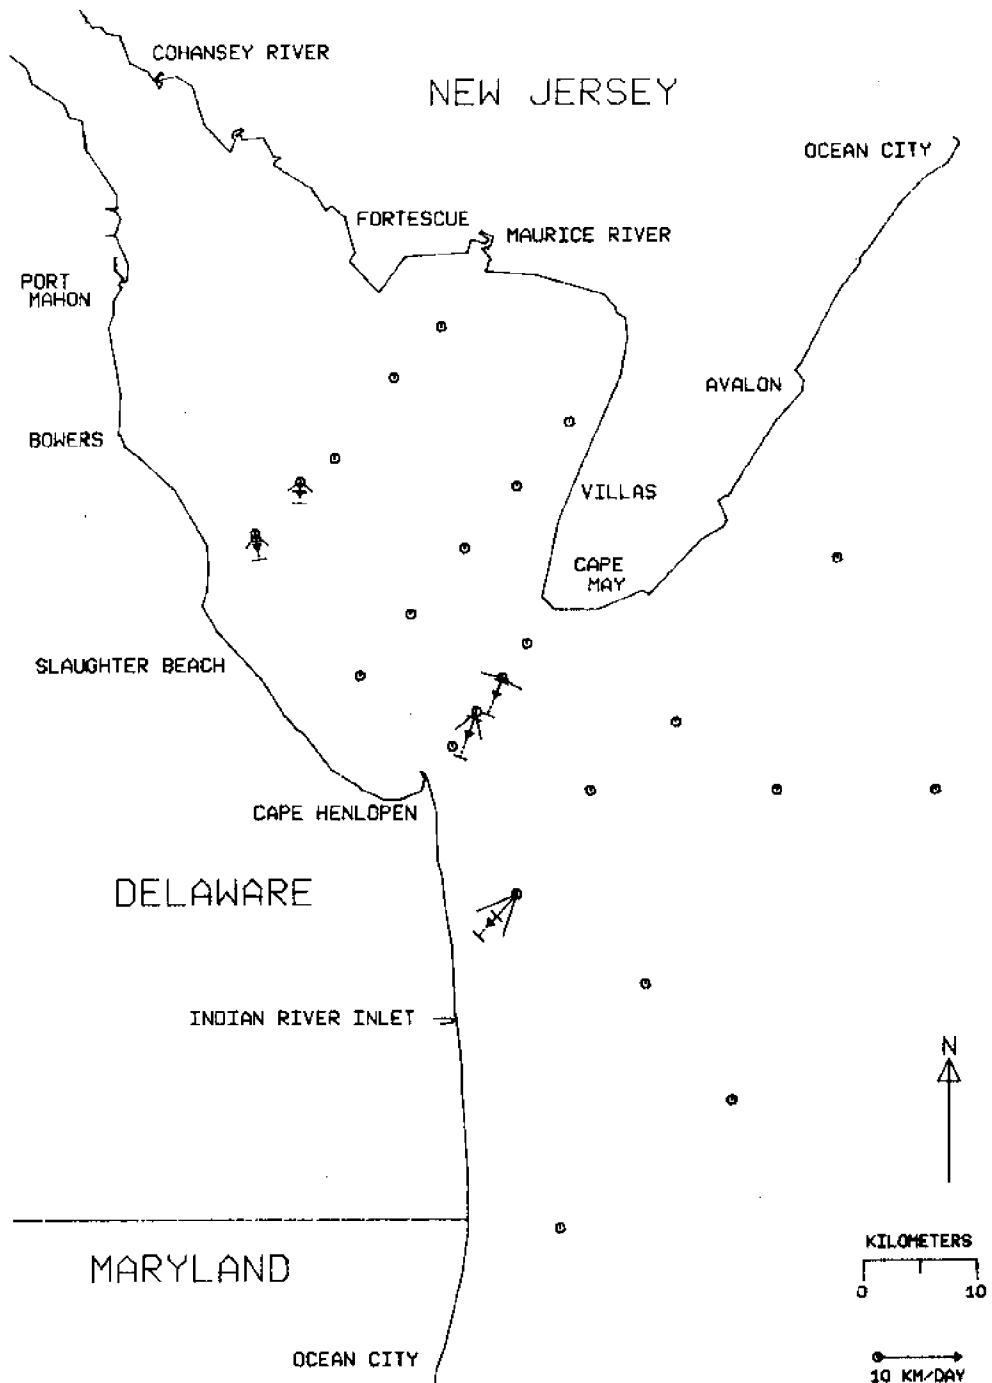 COHANSEY RIVER
NEW JERSEY
OCEAN CITY
FORTESCUE
MAURICE RIVER
PORT
MAHON
AVALON
BOWERS
VILLAS
CAPE
MAY
SLAUGHTER BEACH
CAPE HENLOPEN
DELAWARE
INDIAN RIVER INLET
N
KILOMETERS
0 10
MARYLAND
OCEAN CITY
10 KM/DAY